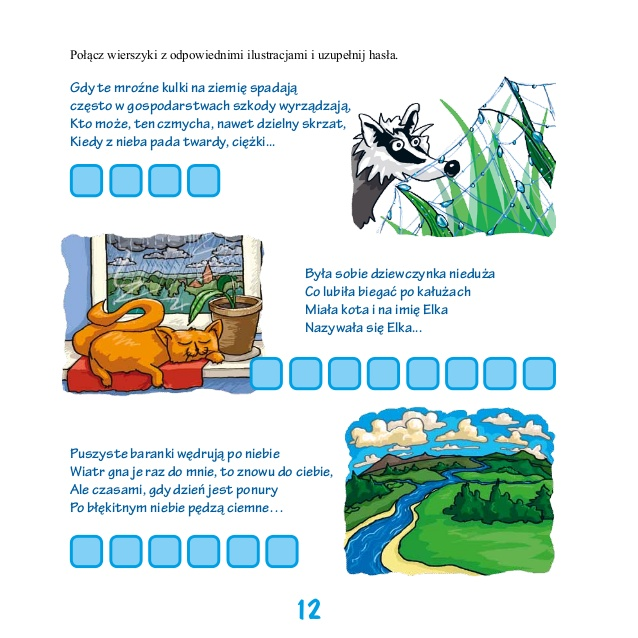 Połącz wierszyki z odpowiednimi ilustracjami i uzupełnij hasła.
Gdy te mroźne kulki na ziemię spadają
często w gospodarstwach szkody wyrządzają,
Kto może, ten czmycha, nawet dzielny skrzat,
Kiedy z nieba pada twardy, ciężki...
Była sobie dziewczynka nieduża
Co lubiła biegać po kałużach
Miała kota i na imię Elka
Nazywała się Elka...
Puszyste baranki wędrują po niebie
Wiatr gna je raz do mnie, to znowu do ciebie,
Ale czasami, gdy dzień jest ponury
Po błękitnym niebie pędzą ciemne...
12